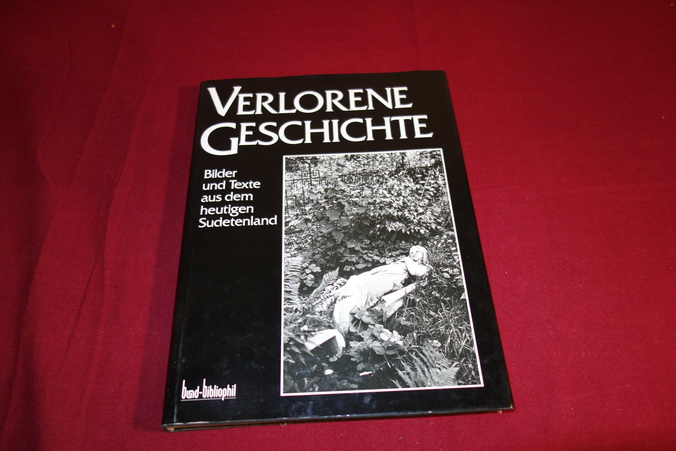 VERLORENE
GESCHICHTE
Bilder
und Texte
aus dem
heutigen
Sudetenland
bund-bibliophil